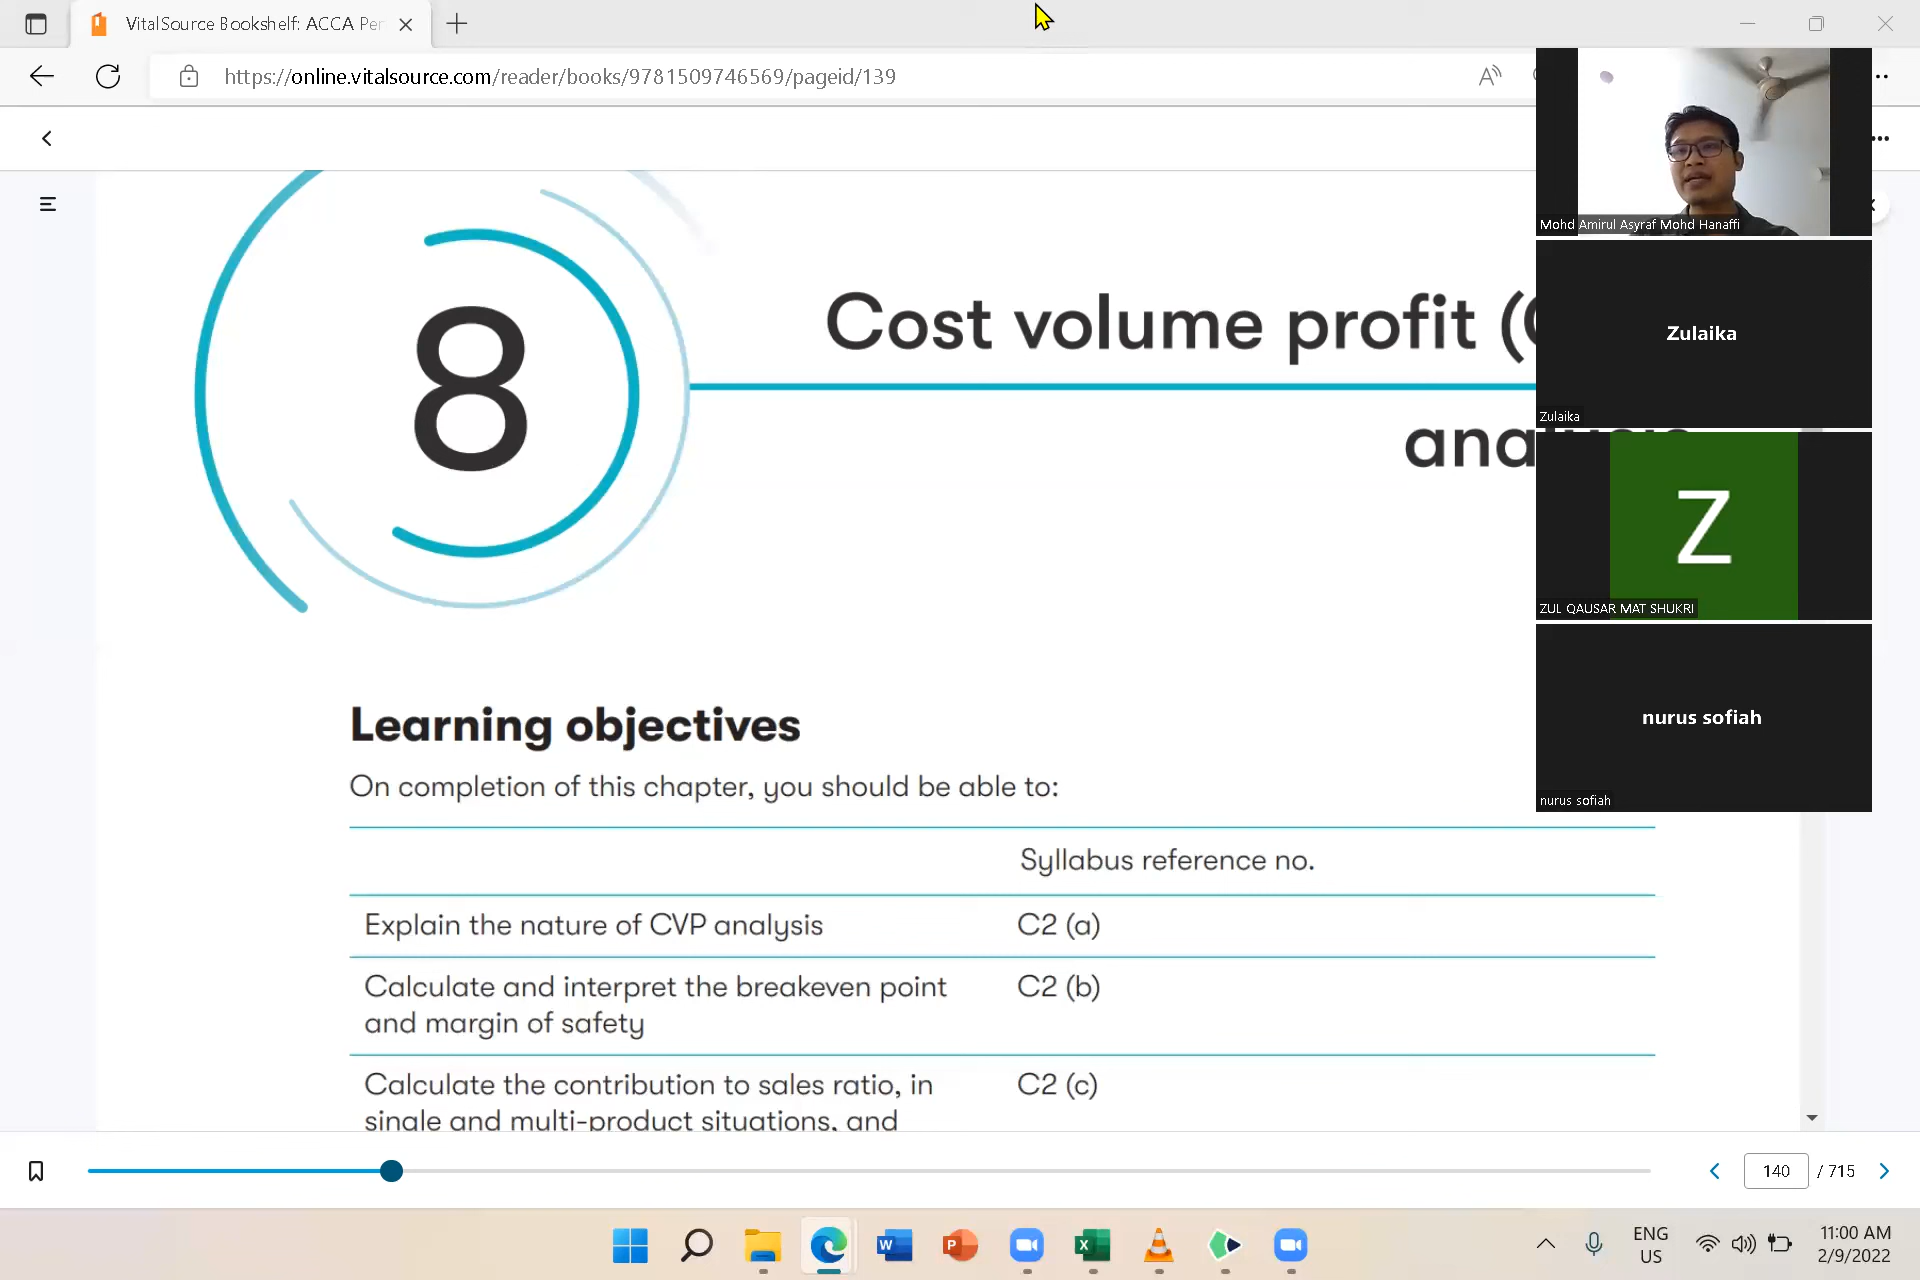 VitalSource Bookshelf: ACCA Per
https://online.vitalsource.com/reader/books/9781509746569/pageid/139
8
Cost volume profit (
Learning objectives
On completion of this chapter, you should be able to:
Syllabus reference no.
Explain the nature of CVP analysis C2 (a)
Calculate and interpret the breakeven point C2 (b)
and margin of safety
Calculate the contribution to sales ratio, in C2 (c)
single and multi-product situations, and
Mohd Amirul Asyraf Mohd Hanaffi
Zulaika
Zulaika
Z
ZUL QAUSAR MAT SHUKRI
nurus sofiah
nurus sofiah
140 / 715
ENG
US
11:00 AM
2/9/2022